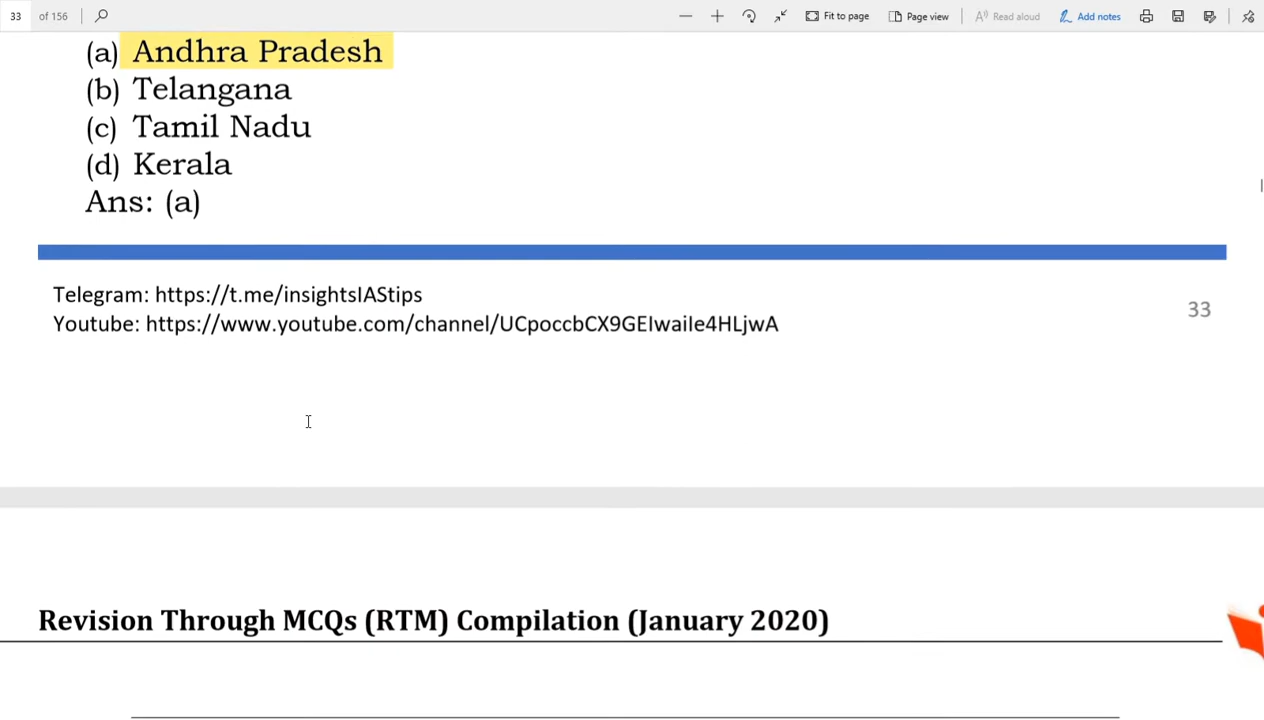 33 of 156
Fit to page
Page view
Read aloud
Add notes
(a) Andhra Pradesh
(b) Telangana
(c) Tamil Nadu
(d) Kerala
Ans: (a)
Telegram: https://t.me/insightsIAStips
Youtube: https://www.youtube.com/channel/UCpoccbCX9GEIwaiIe4HLjwA
33
Revision Through MCQs (RTM) Compilation (January 2020)